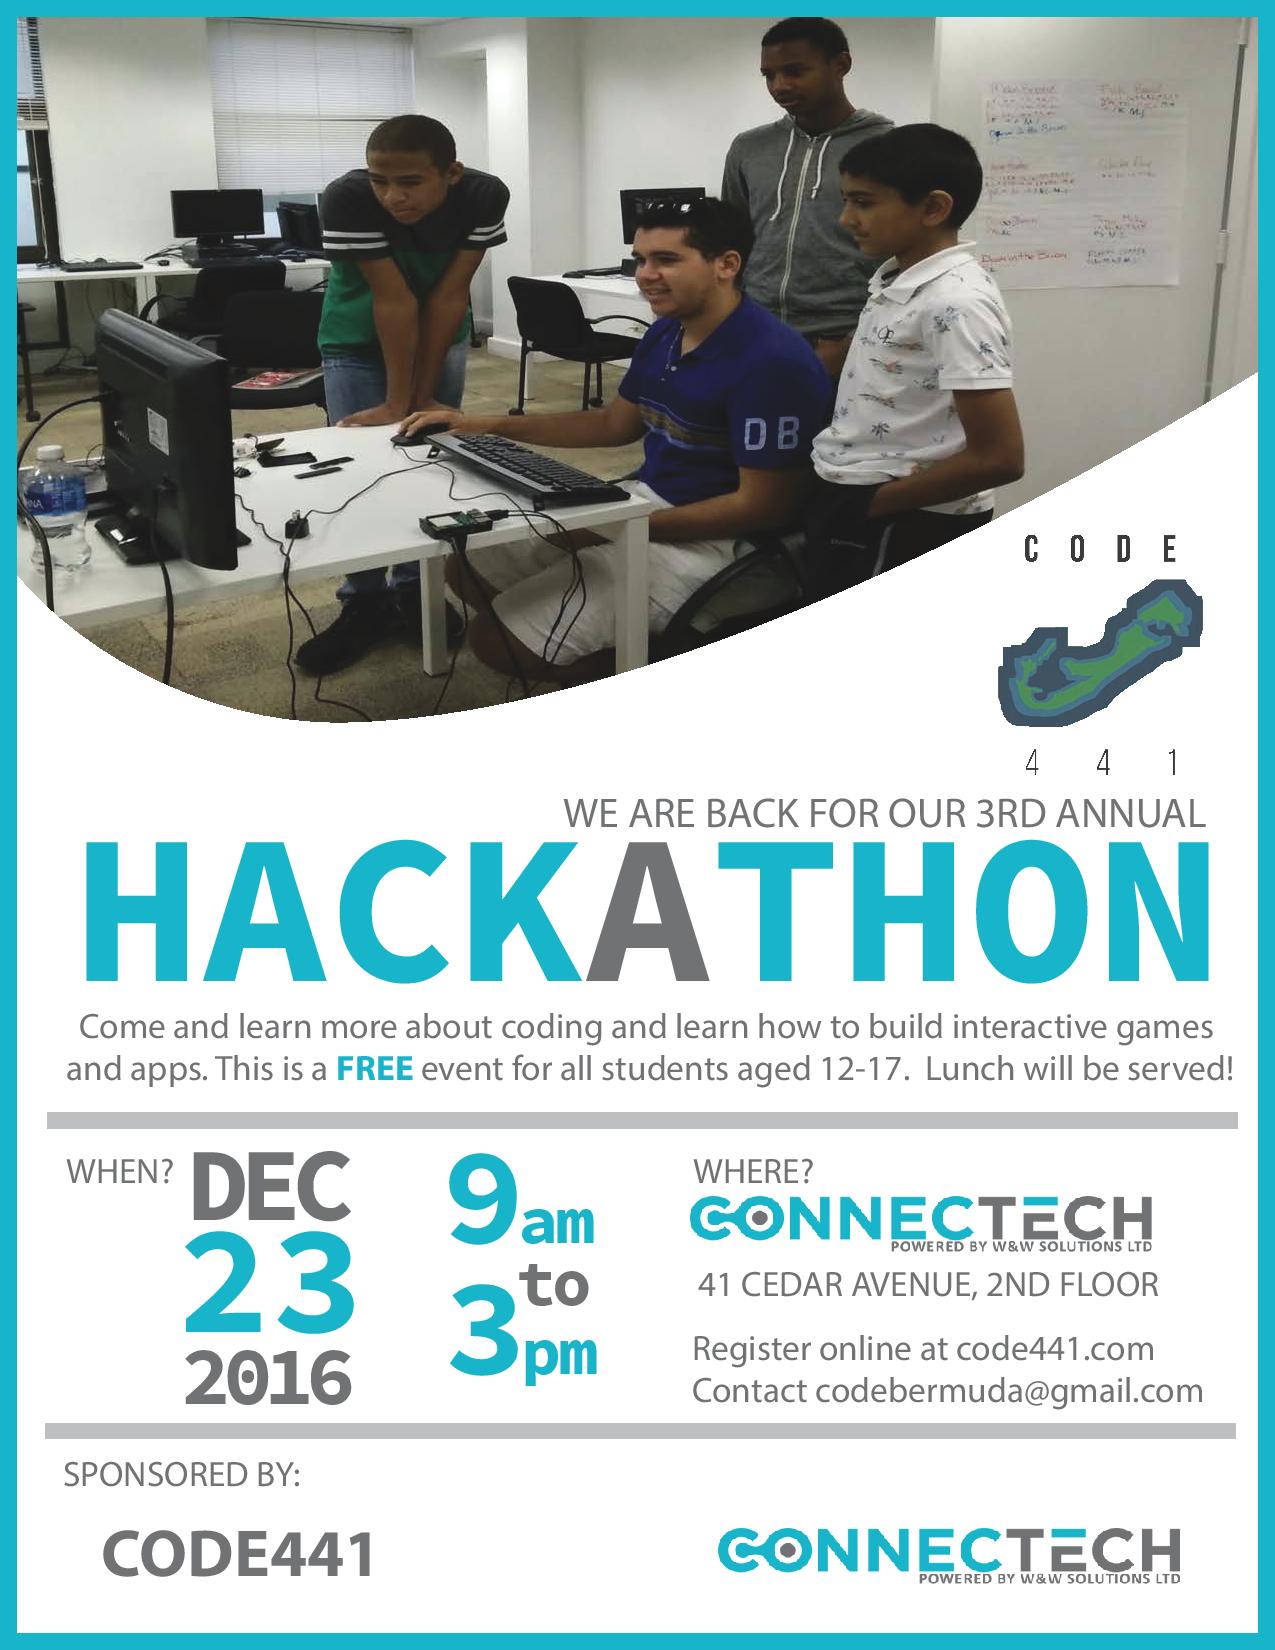 DB
CODE
441
WE ARE BACK FOR OUR 3RD ANNUAL
HACKATHON
Come and learn more about coding and learn how to build interactive games
and apps. This is a FREE event for all students aged 12-17. Lunch will be served!
WHEN?
DEC
23
2016
9am
to
3pm
WHERE?
CONNECTECH
POWERED BY W&W SOLUTIONS LTD
41 CEDAR AVENUE, 2ND FLOOR
Register online at code441.com
Contact codebermuda@gmail.com
SPONSORED BY:
CODE441
CONNECTECH
POWERED BY W&W SOLUTIONS LTD